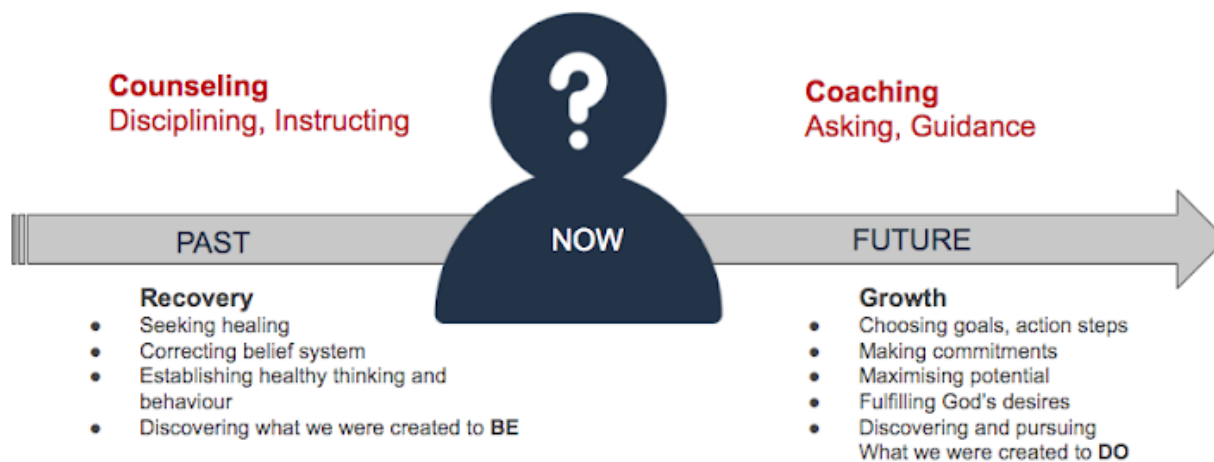 Counseling
Disciplining, Instructing
?
Coaching
Asking, Guidance
PAST
NOW
FUTURE
Recovery
● Seeking healing
● Correcting belief system
● Establishing healthy thinking and
behaviour
● Discovering what we were created to BE
Growth
● Choosing goals, action steps
● Making commitments
● Maximising potential
● Fulfilling God's desires
● Discovering and pursuing
What we were created to DO